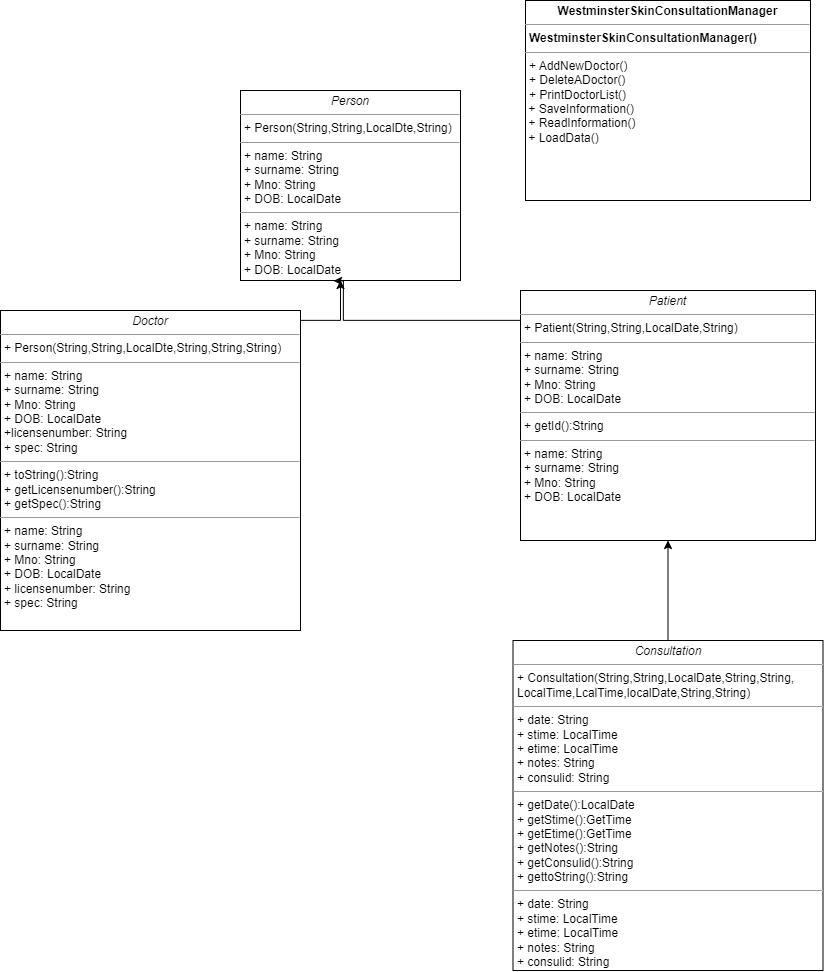 WestminsterSkinConsultationManager
WestminsterSkinConsultationManager()
+ AddNewDoctor()
+ DeleteADoctor()
+ PrintDoctorList()
+ SaveInformation()
+ ReadInformation()
+ LoadData()
Person
+ Person(String,String,LocalDte,String)
+ name: String
+ surname: String
+ Mno: String
+ DOB: LocalDate
+ name: String
+ surname: String
+ Mno: String
+ DOB: LocalDate
Doctor
+ Person(String,String,LocalDte,String,String,String)
+ name: String
+ surname: String
+ Mno: String
+ DOB: LocalDate
+licensenumber: String
+ spec: String
+ toString():String
+ getLicensenumber():String
+ getSpec():String
+ name: String
+ surname: String
+ Mno: String
+ DOB: LocalDate
+ licensenumber: String
+ spec: String
Patient
+ Patient(String,String,LocalDate,String)
+ name: String
+ surname: String
+ Mno: String
+ DOB: LocalDate
+ getId():String
+ name: String
+ surname: String
+ Mno: String
+ DOB: LocalDate
Consultation
+ Consultation(String,String,LocalDate,String,String,
LocalTime,LcalTime,localDate,String,String)
+ date: String
+ stime: LocalTime
+ etime: LocalTime
+ notes: String
+ consulid: String
+ getDate():LocalDate
+ getStime():GetTime
+ getEtime():GetTime
+ getNotes():String
+ getConsulid():String
+ gettoString():String
+ date: String
+ stime: LocalTime
+ etime: LocalTime
+ notes: String
+ consulid: String